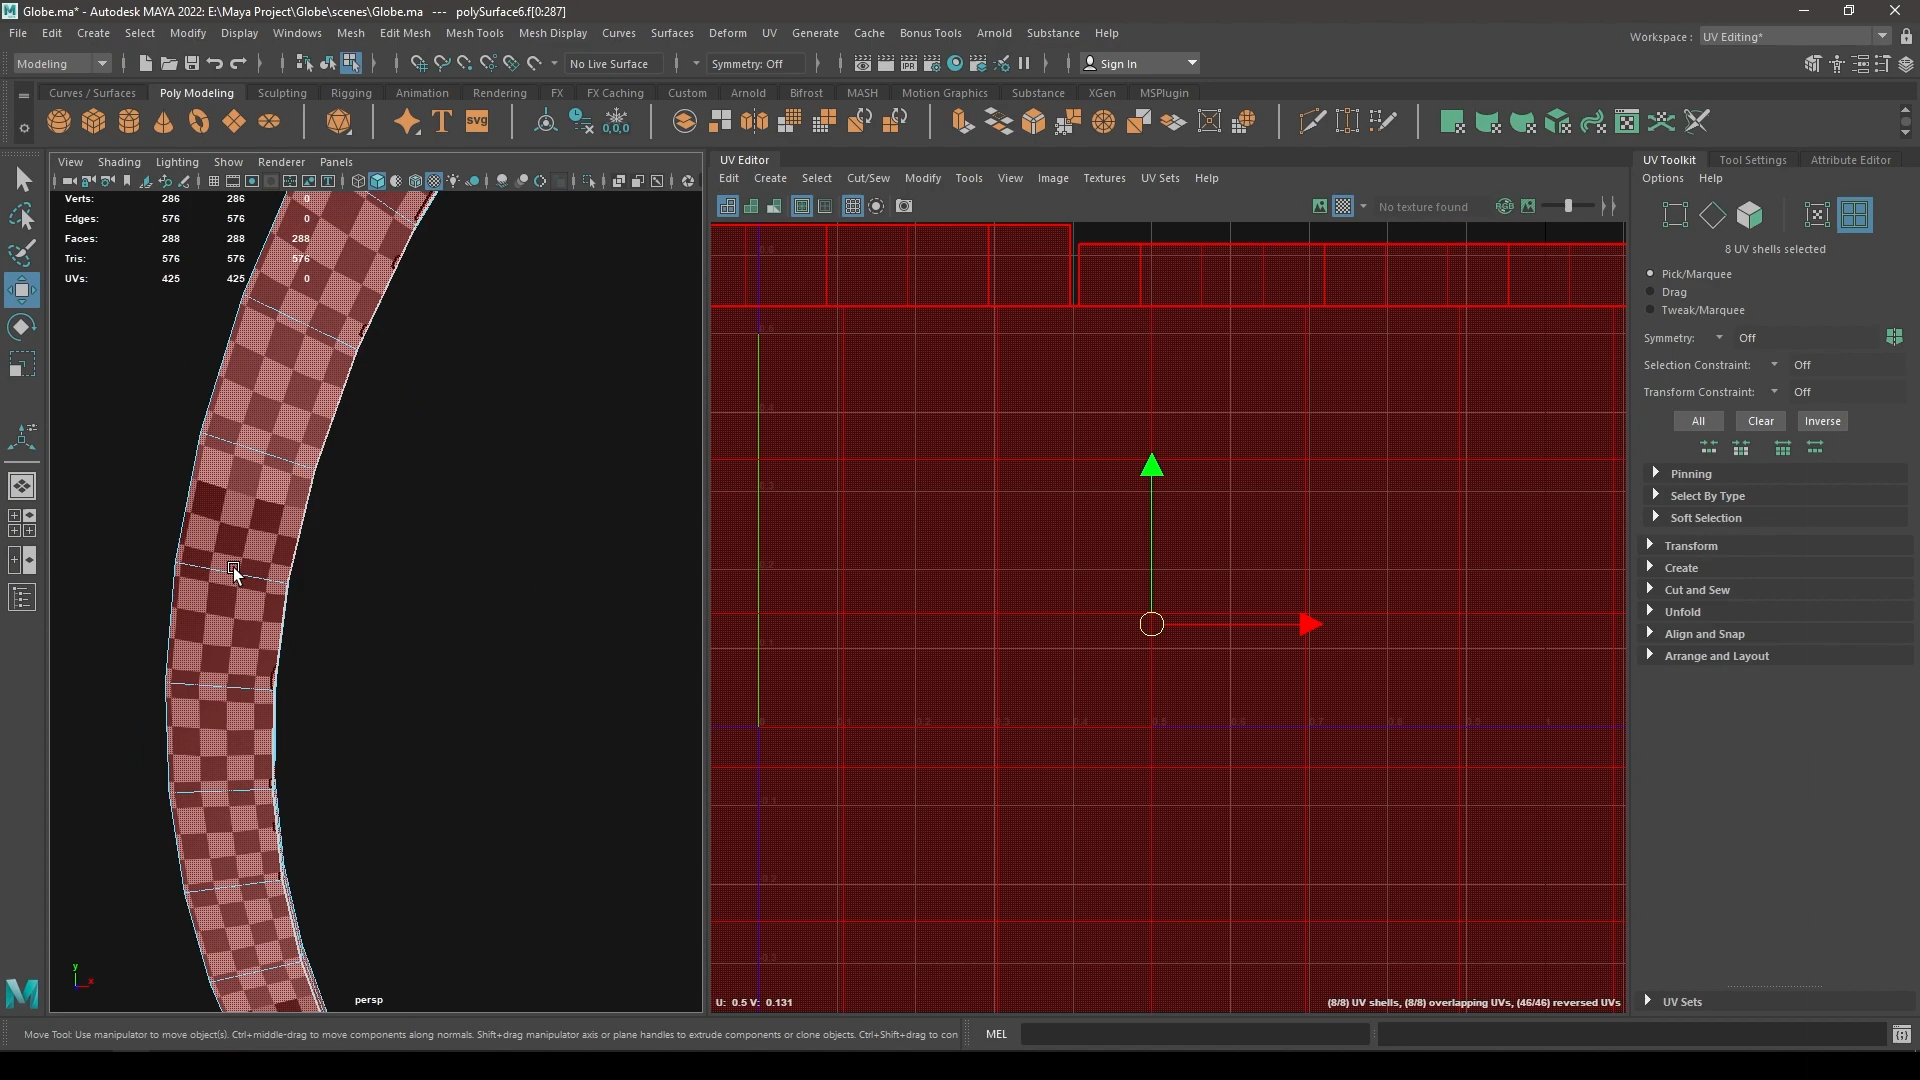 Globe.ma* - Autodesk MAYA 2022: E:\Maya Project\Globe\scenes\Globe.ma --- polySurface6.f[0:287]
File Edit Create Select Modify Display Windows Mesh Edit Mesh Mesh Tools Mesh Display Curves Surfaces Deform UV Generate Cache Bonus Tools Arnold Substance Help
Workspace : UV Editing*
Modeling No Live Surface Symmetry: Off Sign In
Curves / Surfaces Poly Modeling Sculpting Rigging Animation Rendering FX FX Caching Custom Arnold Bifrost MASH Motion Graphics Substance XGen MSPlugin
T svg 0,0,0
View Shading Lighting Show Renderer Panels
Verts: 286 286 0
Edges: 576 576 0
Faces: 288 288 288
Tris: 576 576 576
UVs: 425 425 0
y
x
persp
UV Editor
Edit Create Select Cut/Sew Modify Tools View Image Textures UV Sets Help
No texture found RGB
U: 0.5 V: 0.131
(8/8) UV shells, (8/8) overlapping UVs, (46/46) reversed UVs
UV Toolkit Tool Settings Attribute Editor
Options Help
8 UV shells selected
Pick/Marquee
Drag
Tweak/Marquee
Symmetry: Off
Selection Constraint: Off
Transform Constraint: Off
All Clear Inverse
Pinning
Select By Type
Soft Selection
Transform
Create
Cut and Sew
Unfold
Align and Snap
Arrange and Layout
UV Sets
Move Tool: Use manipulator to move object(s). Ctrl+middle-drag to move components along normals. Shift+drag manipulator axis or plane handles to extrude components or clone objects. Ctrl+Shift+drag to con
MEL